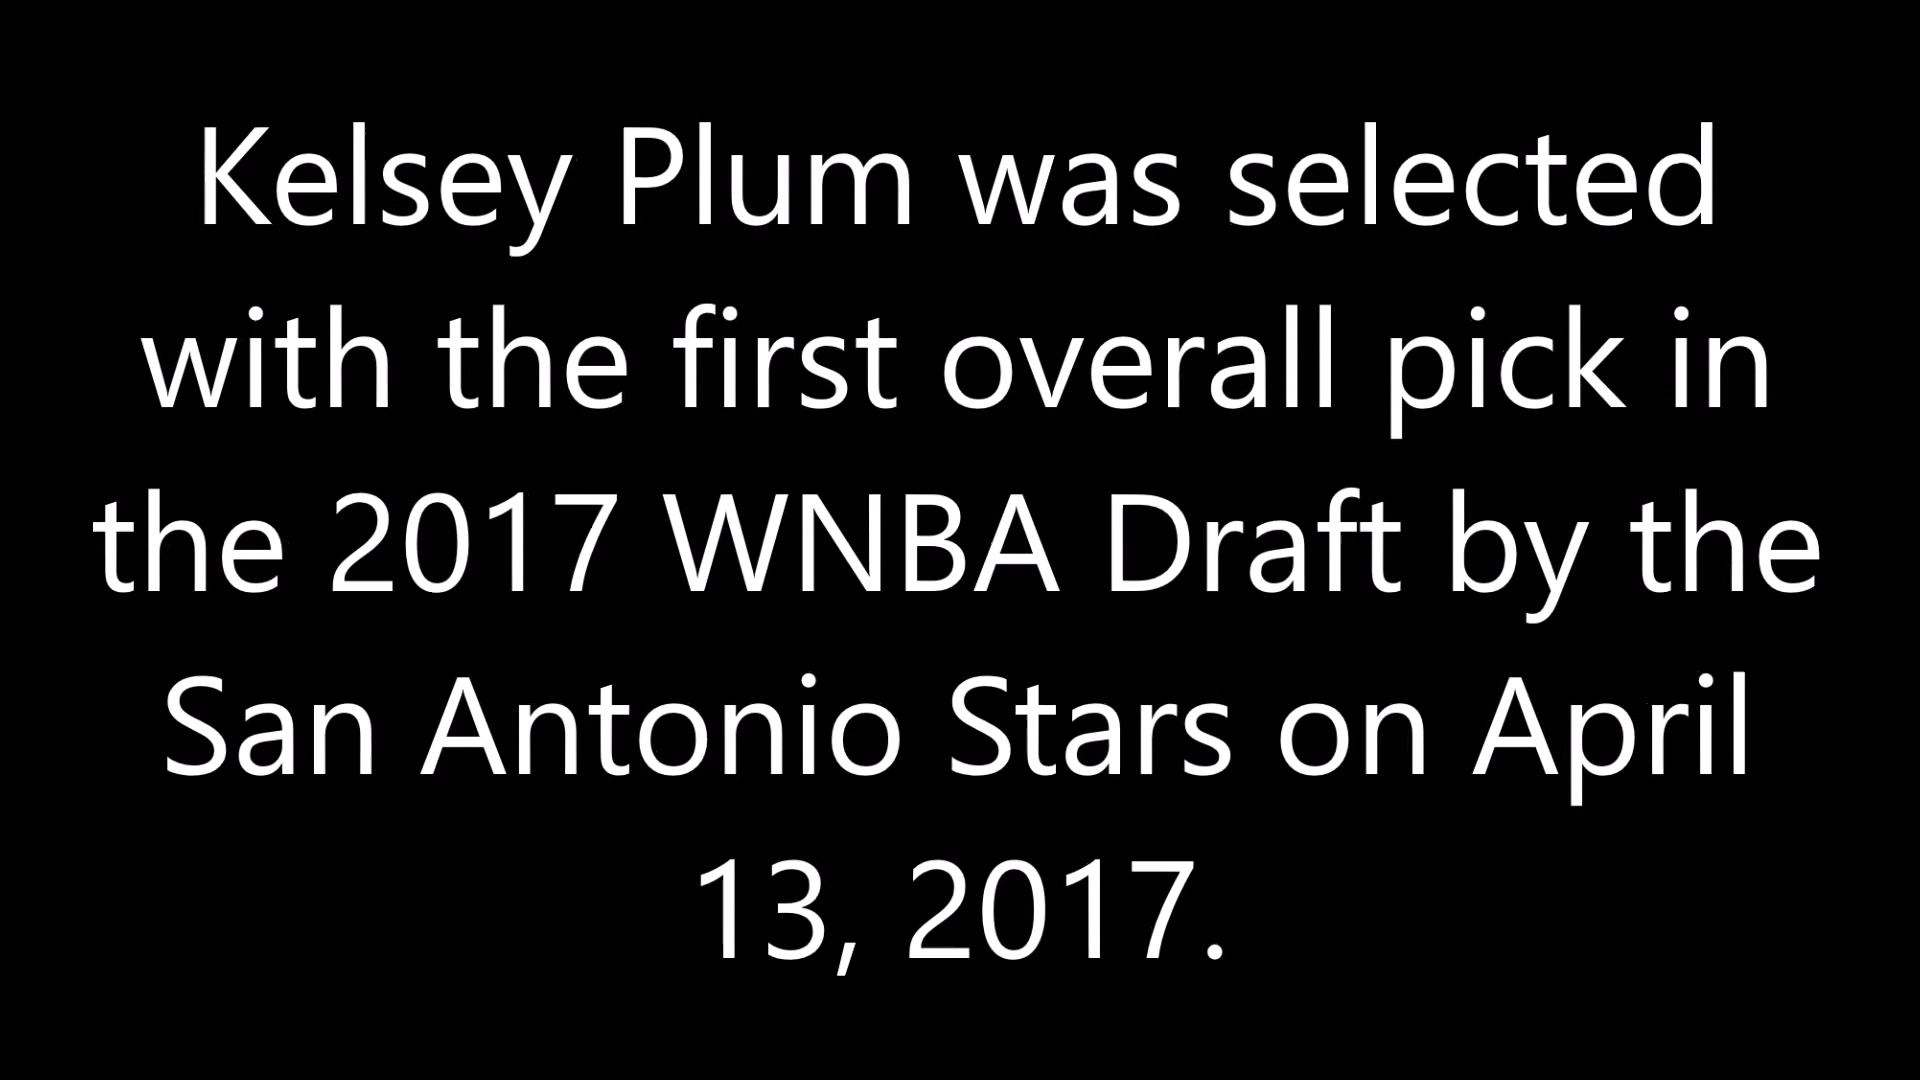 Kelsey Plum was selected
with the first overall pick in
the 2017 WNBA Draft by the
San Antonio Stars on April
13, 2017.